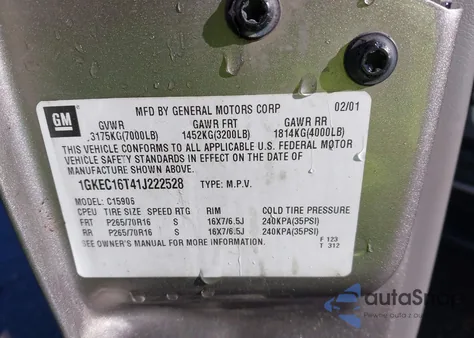 GM
MFD BY GENERAL MOTORS CORP 02/01
GVWR GAWR FRT GAWR RR
3175KG(7000LB) 1452KG(3200LB) 1814KG(4000LB)
THIS VEHICLE CONFORMS TO ALL APPLICABLE U.S. FEDERAL MOTOR
VEHICLE SAFETY STANDARDS IN EFFECT ON THE DATE OF
MANUFACTURE SHOWN ABOVE.
1GKEC16T41J222528 TYPE: M.P.V.
MODEL: C15906
CPEU TIRE SIZE SPEED RTG RIM COLD TIRE PRESSURE
FRT P265/70R16 S 16X7/6.5J 240KPA(35PSI)
RR P265/70R16 S 16X7/6.5J 240KPA(35PSI)
SEE OWNER'S MANUAL FOR MORE INFORMATION.
F 123
T 312
autaSnap
Pewne auta z